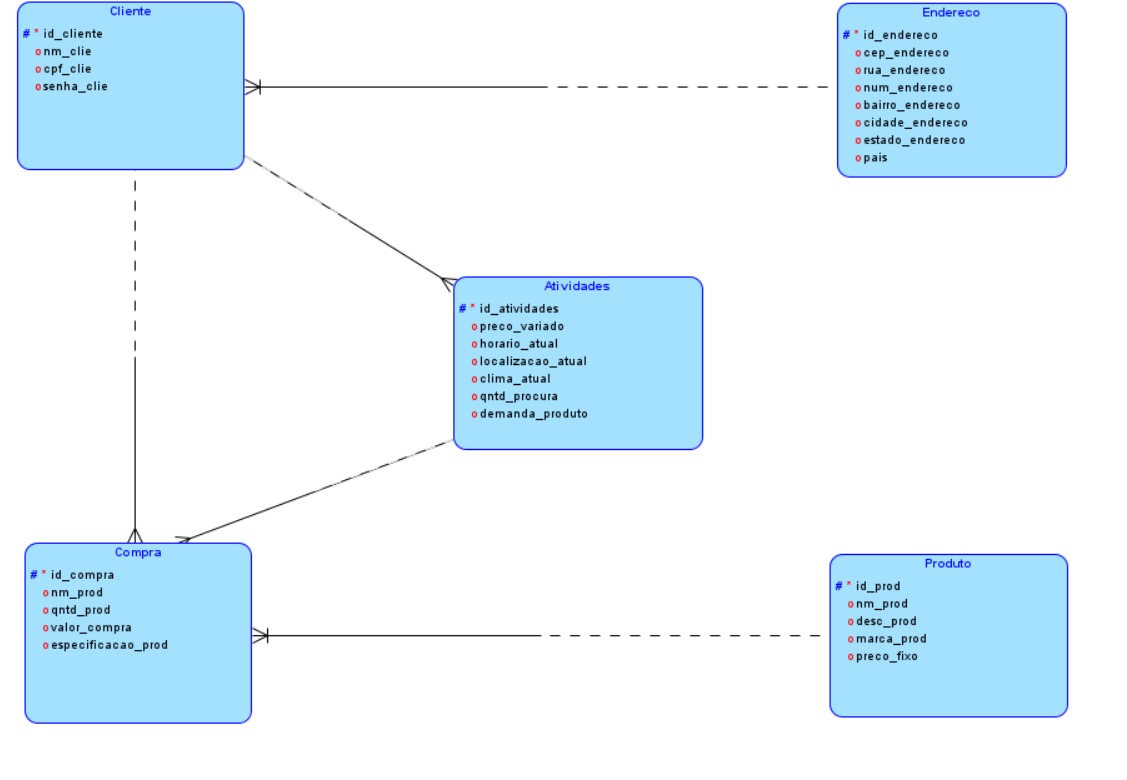 Cliente
# * id_cliente
o nm_clie
o cpf_clie
o senha_clie
Endereco
# * id_endereco
o cep_endereco
o rua_endereco
o num_endereco
o bairro_endereco
o cidade_endereco
o estado_endereco
o pais
Atividades
# * id_atividades
o preco_variado
o horario_atual
o localizacao_atual
o clima_atual
o qntd_procura
o demanda_produto
Compra
# * id_compra
o nm_prod
o qntd_prod
o valor_compra
o especificacao_prod
Produto
# * id_prod
o nm_prod
o desc_prod
o marca_prod
o preco_fixo